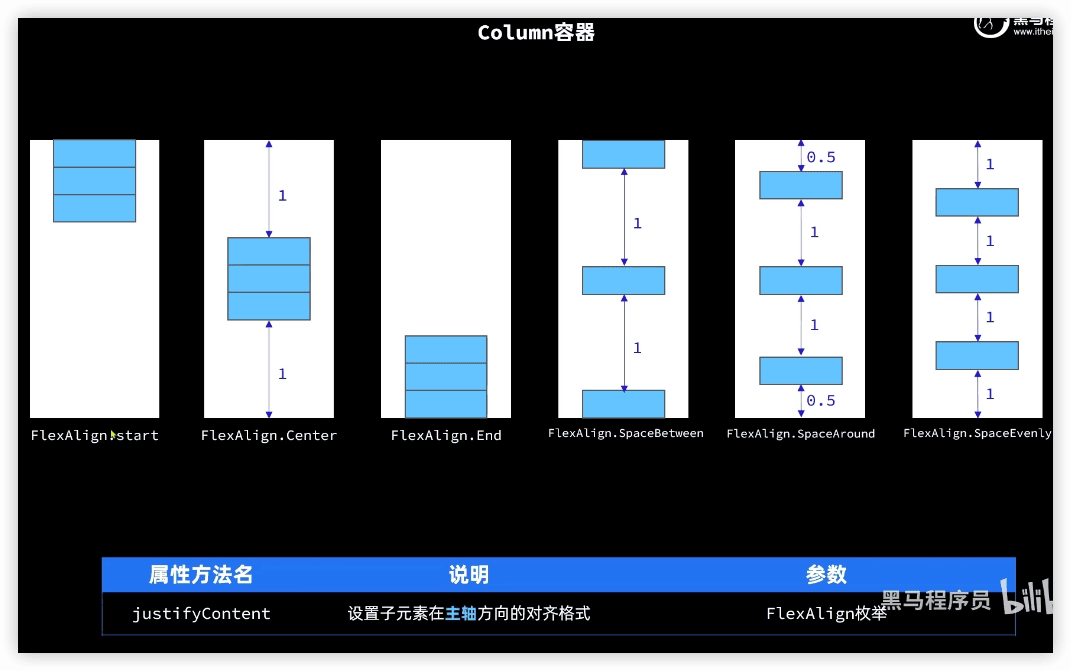 Column容器
黑马程
www.ithei
1
1
1
1
0.5
1
1
0.5
1
1
1
1
FlexAlign.start
FlexAlign.Center
FlexAlign.End
FlexAlign.SpaceBetween
FlexAlign.SpaceAround
FlexAlign.SpaceEvenly
属性方法名 说明 参数
justifyContent 设置子元素在主轴方向的对齐格式 FlexAlign枚举
黑马程序员 bilib